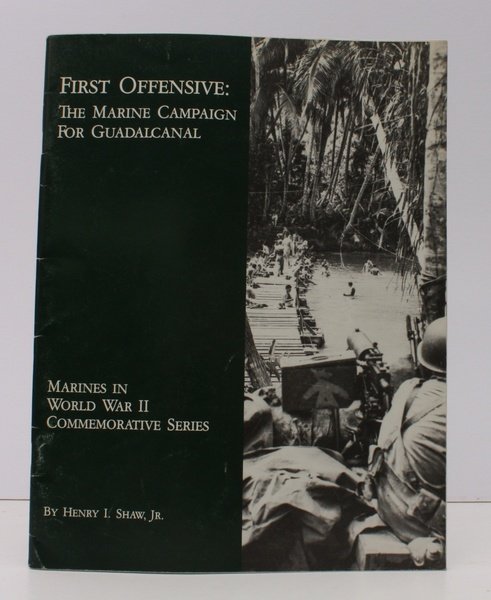 FIRST OFFENSIVE:
THE MARINE CAMPAIGN
FOR GUADALCANAL
MARINES IN
WORLD WAR II
COMMEMORATIVE SERIES
BY HENRY I. SHAW, JR.